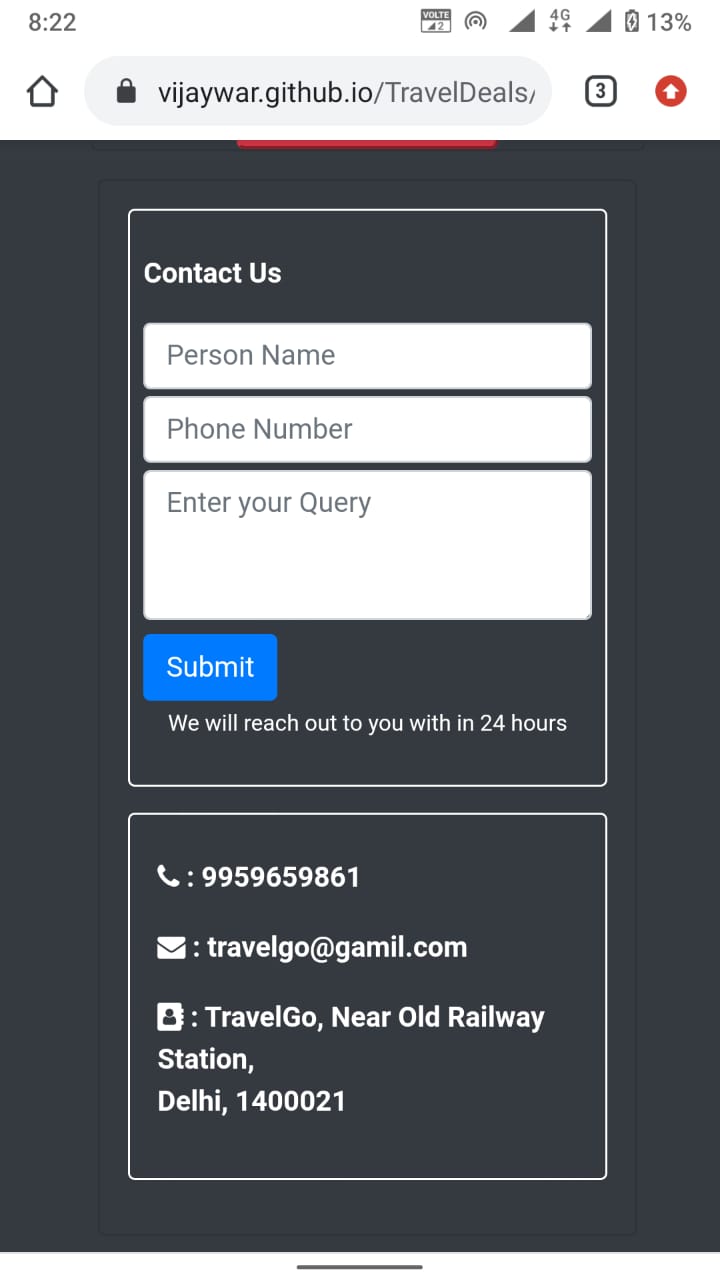 8:22
VOLTE
2
4G
13%
vijaywar.github.io/TravelDeals/
3
Contact Us
Person Name
Phone Number
Enter your Query
Submit
We will reach out to you with in 24 hours
: 9959659861
: travelgo@gamil.com
: TravelGo, Near Old Railway
Station,
Delhi, 1400021